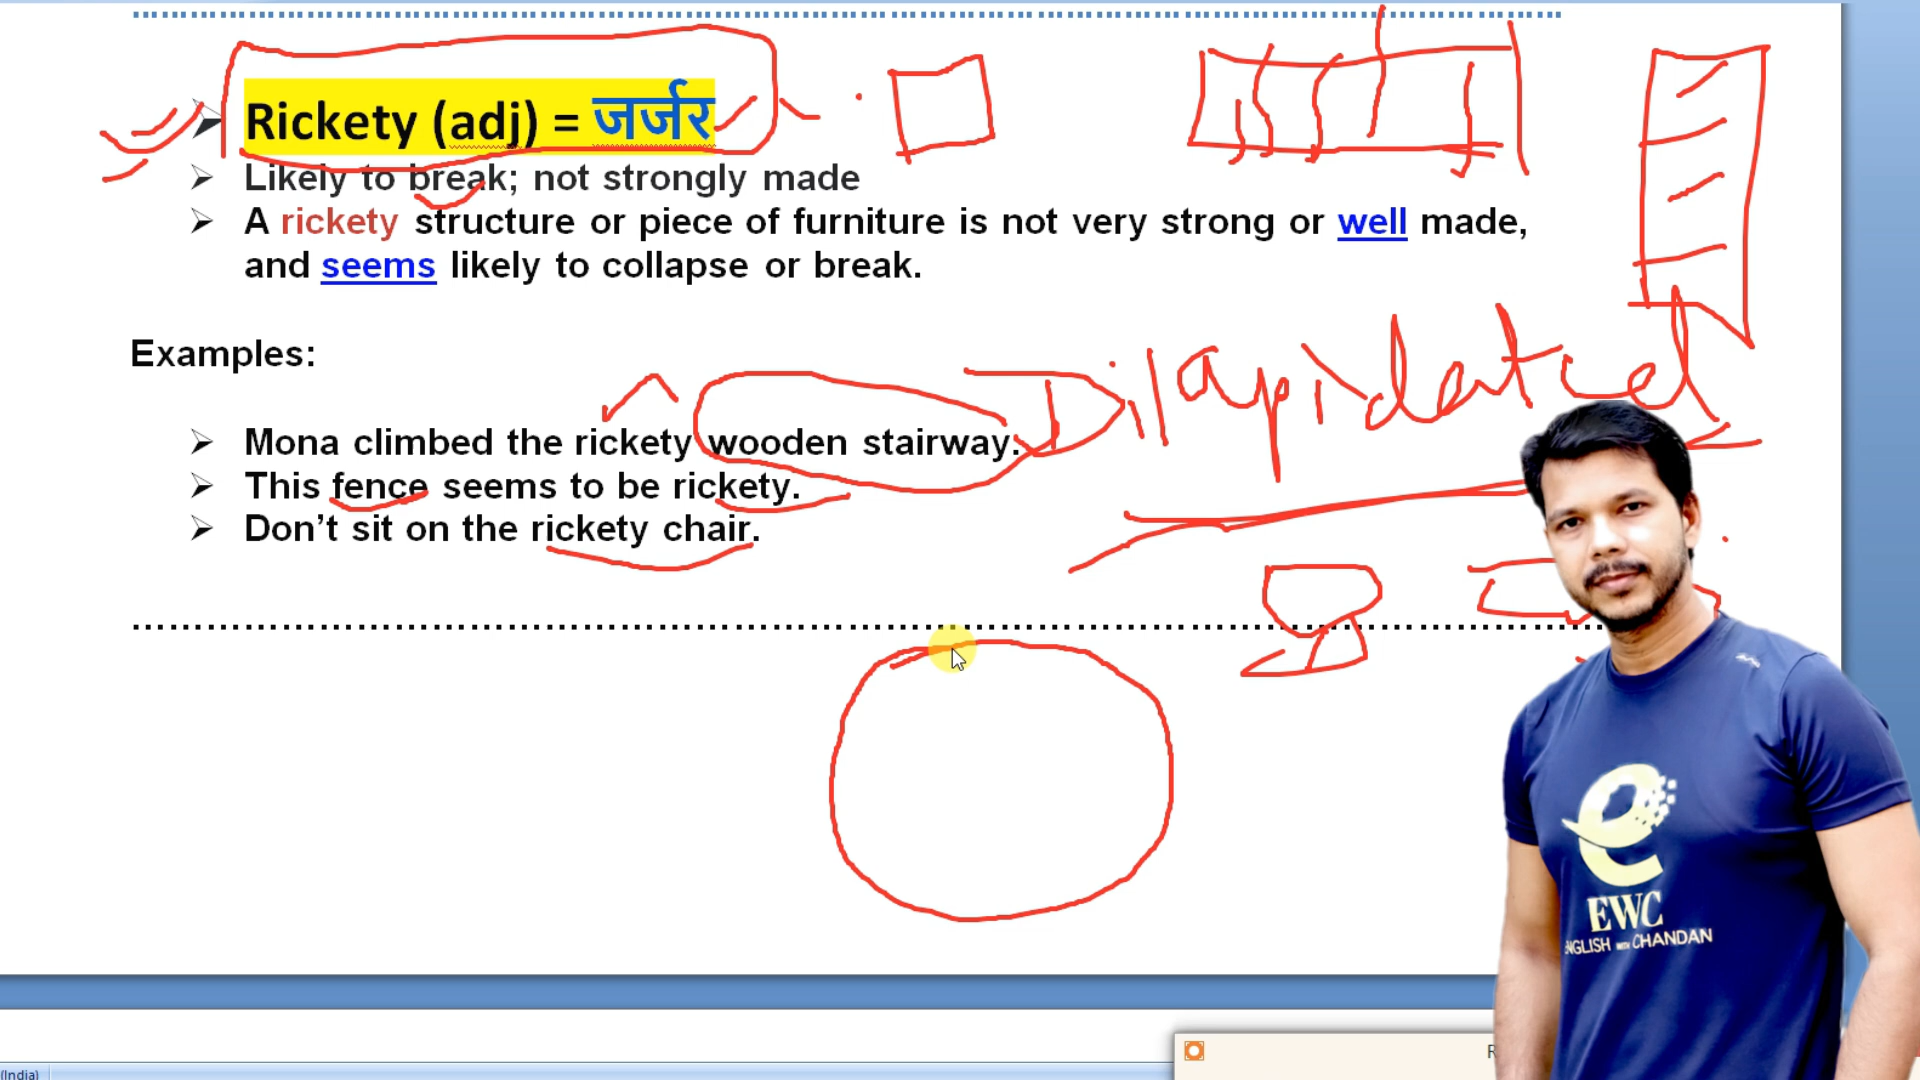 Rickety (adj) = जर्जर
Likely to break; not strongly made
A rickety structure or piece of furniture is not very strong or well made,
and seems likely to collapse or break.
Examples:
Dilapidated
Mona climbed the rickety wooden stairway.
This fence seems to be rickety.
Don’t sit on the rickety chair.
EWC
ENGLISH WITH CHANDAN
(India)